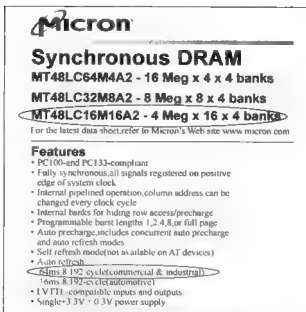 Micron
Synchronous DRAM
MT48LC64M4A2 - 16 Meg x 4 x 4 banks
MT48LC32M8A2 - 8 Meg x 8 x 4 banks
MT48LC16M16A2 - 4 Meg x 16 x 4 banks
For the latest data sheet,refer to Micron's Web site www micron com
Features
• PC100-and PC133-compliant
• Fully synchronous,all signals registered on positive
edge of system clock
• Internal pipelined operation,column address can be
changed every clock cycle
• Internal banks for hiding row access/precharge
• Programmable burst lengths 1,2,4,8,or full page
• Auto precharge,includes concurrent auto precharge
and auto refresh modes
• Self refresh mode(not available on AT devices)
• Auto refresh
64ms 8 192-cycle(commercial & industrial)
16ms 8 192-cycle(automotive)
• LVTTL compatible inputs and outputs
• Single+3 3V - 0 3V power supply